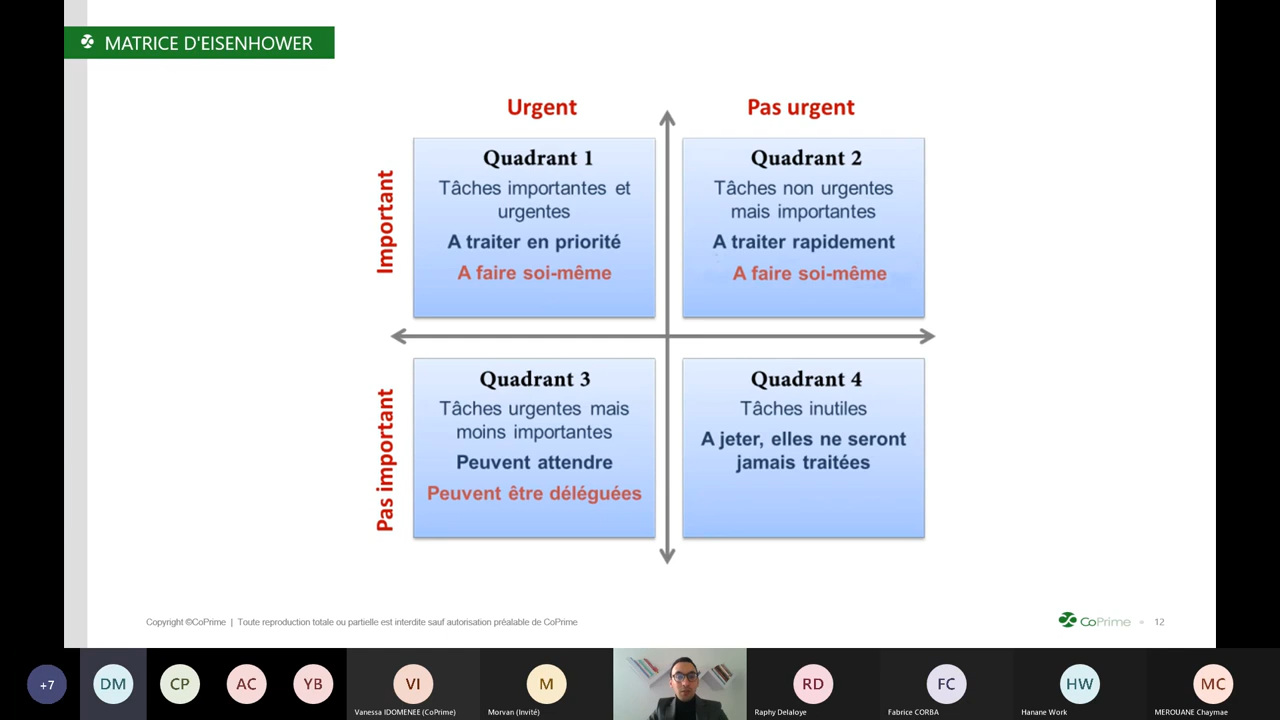 MATRICE D'EISENHOWER
Urgent
Pas urgent
Important
Quadrant 1
Tâches importantes et
urgentes
A traiter en priorité
A faire soi-même
Quadrant 2
Tâches non urgentes
mais importantes
A traiter rapidement
A faire soi-même
Pas important
Quadrant 3
Tâches urgentes mais
moins importantes
Peuvent attendre
Peuvent être déléguées
Quadrant 4
Tâches inutiles
A jeter, elles ne seront
jamais traitées
Copyright ©CoPrime | Toute reproduction totale ou partielle est interdite sauf autorisation préalable de CoPrime
CoPrime
12
+7
DM
CP
AC
YB
VI
Vanessa IDOMENEE (CoPrime)
M
Morvan (Invité)
RD
Raphy Delaloye
FC
Fabrice CORBA
HW
Hanane Work
MC
MEROUANE Chaymae